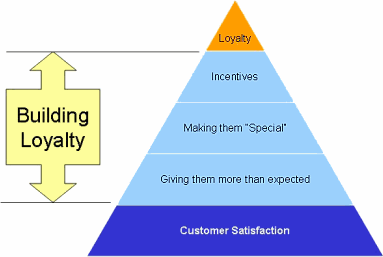 Loyalty
Incentives
Building
Loyalty
Making them "Special"
Giving them more than expected
Customer Satisfaction